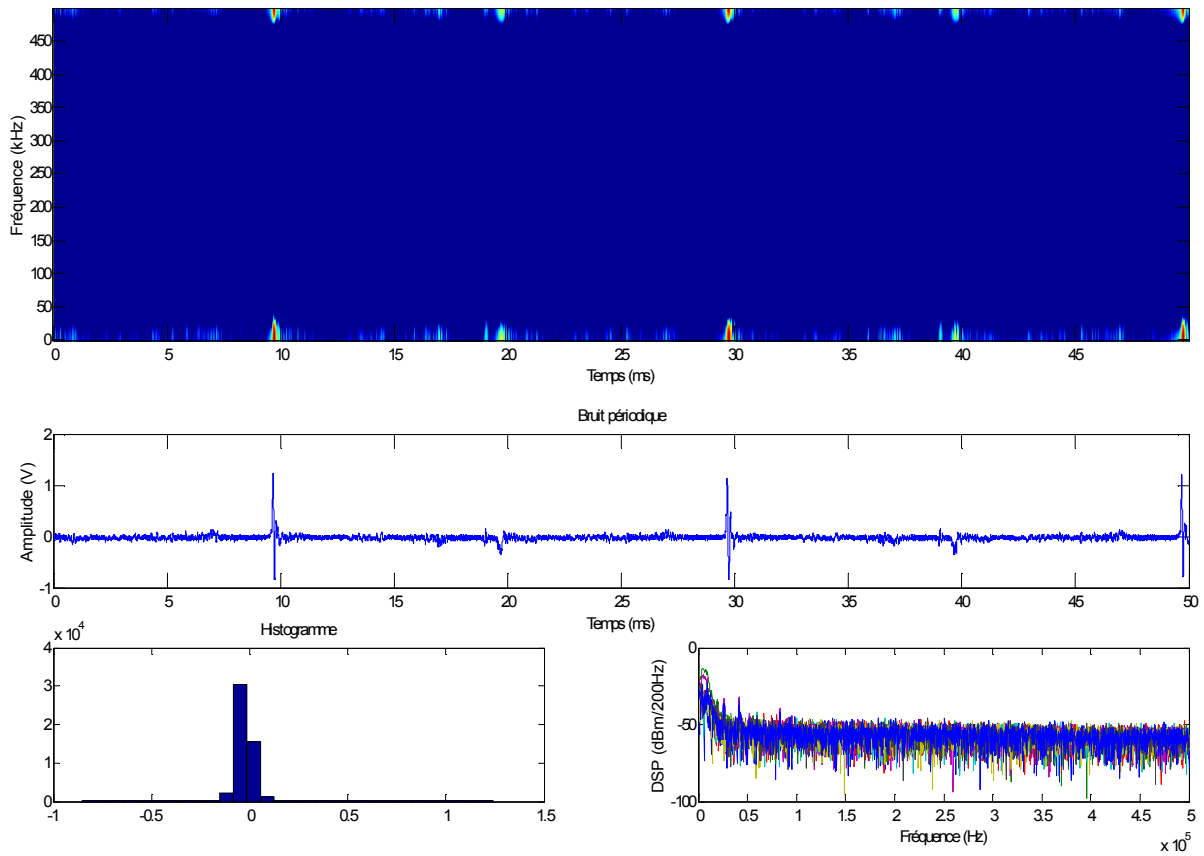 450
400
350
300
250
200
150
100
50
0
Fréquence (kHz)
0 5 10 15 20 25 30 35 40 45
Temps (ms)
Bruit périodique
2
1
0
-1
Amplitude (V)
0 5 10 15 20 25 30 35 40 45 50
Temps (ms)
Histogramme
x 10^4
4
3
2
1
0
-1 -0.5 0 0.5 1 1.5
0
-50
-100
DSP (dBm/200Hz)
0 0.5 1 1.5 2 2.5 3 3.5 4 4.5 5
Fréquence (Hz)
x 10^5